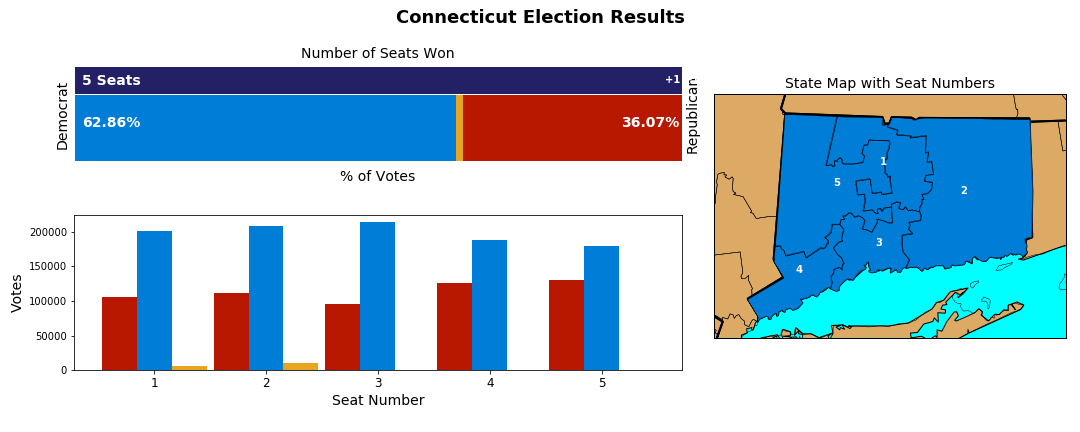 Connecticut Election Results
Number of Seats Won
Democrat
5 Seats
+1
62.86%
36.07%
Republican
% of Votes
State Map with Seat Numbers
1
2
3
4
5
Votes
200000
150000
100000
50000
0
1 2 3 4 5
Seat Number